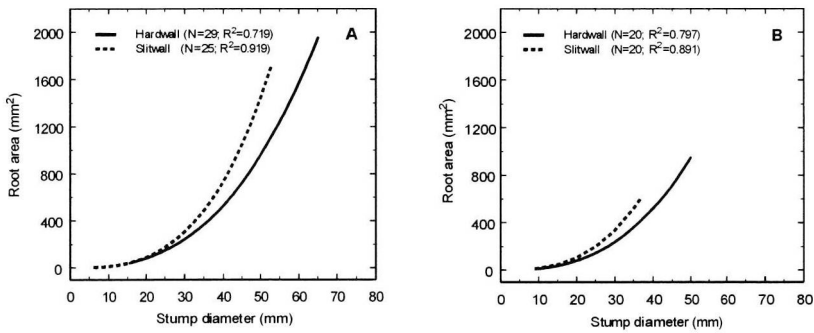 2000
1600
1200
800
400
0
Root area (mm²)
Hardwall (N=29; R²=0.719)
Slitwall (N=25; R²=0.919)
A
0 10 20 30 40 50 60 70 80
Stump diameter (mm)
2000
1600
1200
800
400
0
Root area (mm²)
Hardwall (N=20; R²=0.797)
Slitwall (N=20; R²=0.891)
B
0 10 20 30 40 50 60 70 80
Stump diameter (mm)